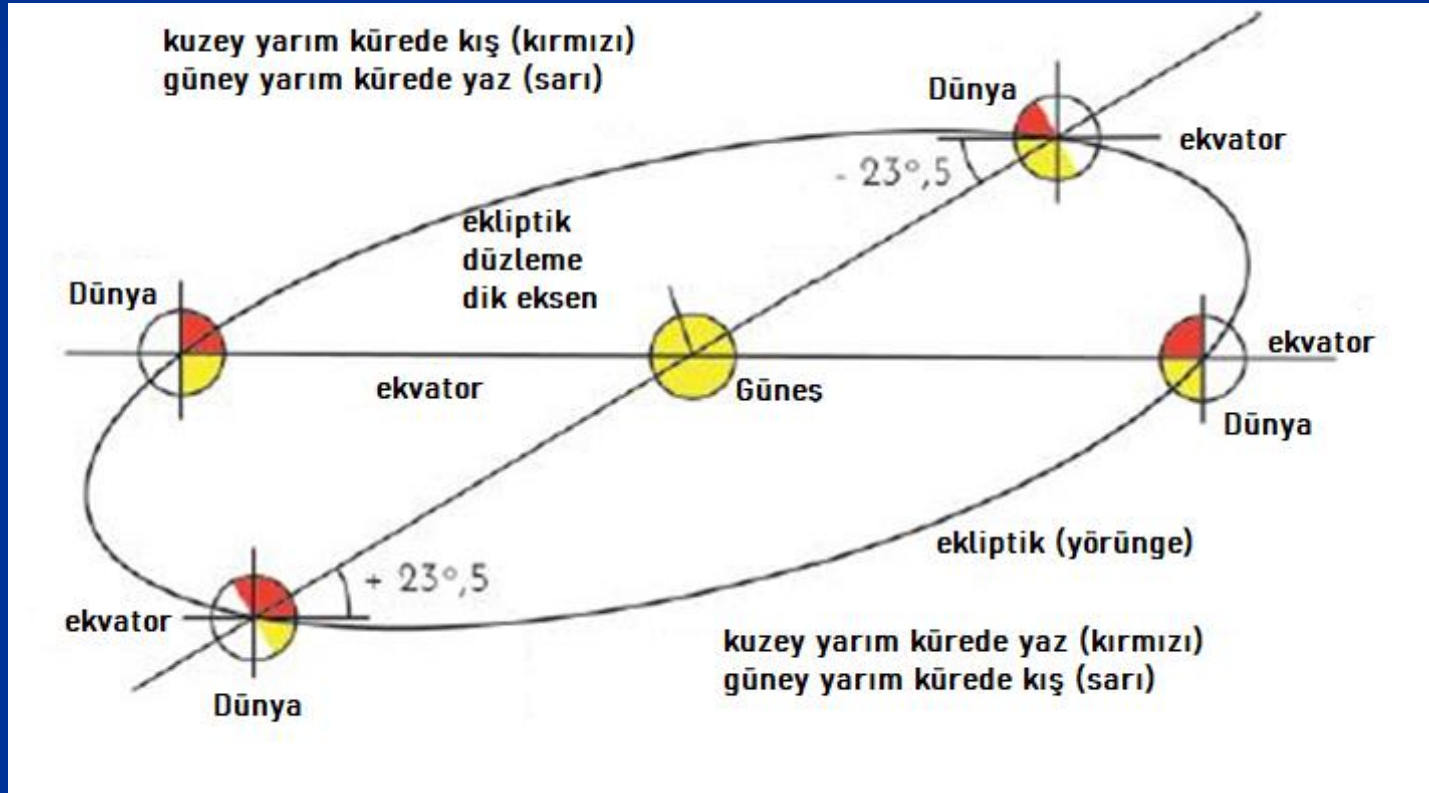 kuzey yarım kürede kış (kırmızı)
güney yarım kürede yaz (sarı)
Dünya
ekvator
- 23°,5
ekliptik
düzleme
dik eksen
Dünya
ekvator
ekvator
Güneş
Dünya
ekliptik (yörünge)
+ 23°,5
ekvator
kuzey yarım kürede yaz (kırmızı)
güney yarım kürede kış (sarı)
Dünya